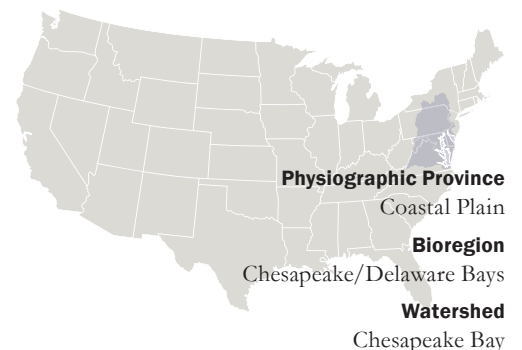 Physiographic Province
Coastal Plain
Bioregion
Chesapeake/Delaware Bays
Watershed
Chesapeake Bay